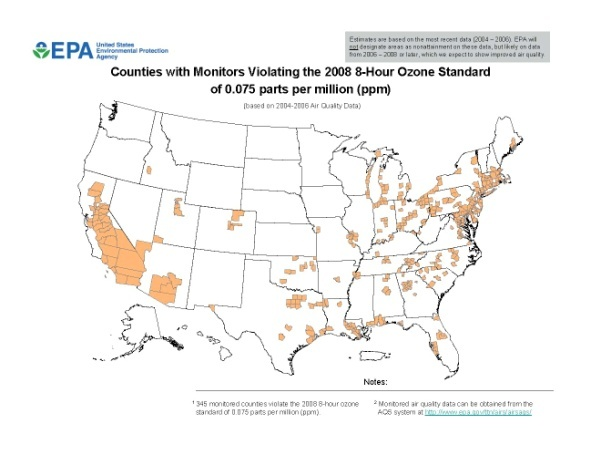 EPA United States
Environmental Protection
Agency
Estimates are based on the most recent data (2004 – 2006). EPA will
not designate areas as nonattainment on these data, but likely on data
from 2006 – 2008 or later, which we expect to show improved air quality
Counties with Monitors Violating the 2008 8-Hour Ozone Standard
of 0.075 parts per million (ppm)
(based on 2004-2006 Air Quality Data)
Notes:
1 345 monitored counties violate the 2008 8-hour ozone
standard of 0.075 parts per million (ppm).
2 Monitored air quality data can be obtained from the
AQS system at http://www.epa.gov/ttn/airs/airsaqs/